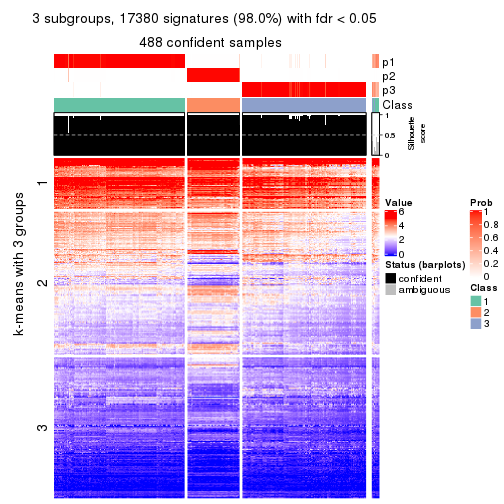 3 subgroups, 17380 signatures (98.0%) with fdr < 0.05
488 confident samples
p1
p2
p3
Class
1
0.5
0
Silhouette
score
k-means with 3 groups
1
2
3
Value
6
4
2
0
Status (barplots)
confident
ambiguous
Prob
1
0.8
0.6
0.4
0.2
0
Class
1
2
3